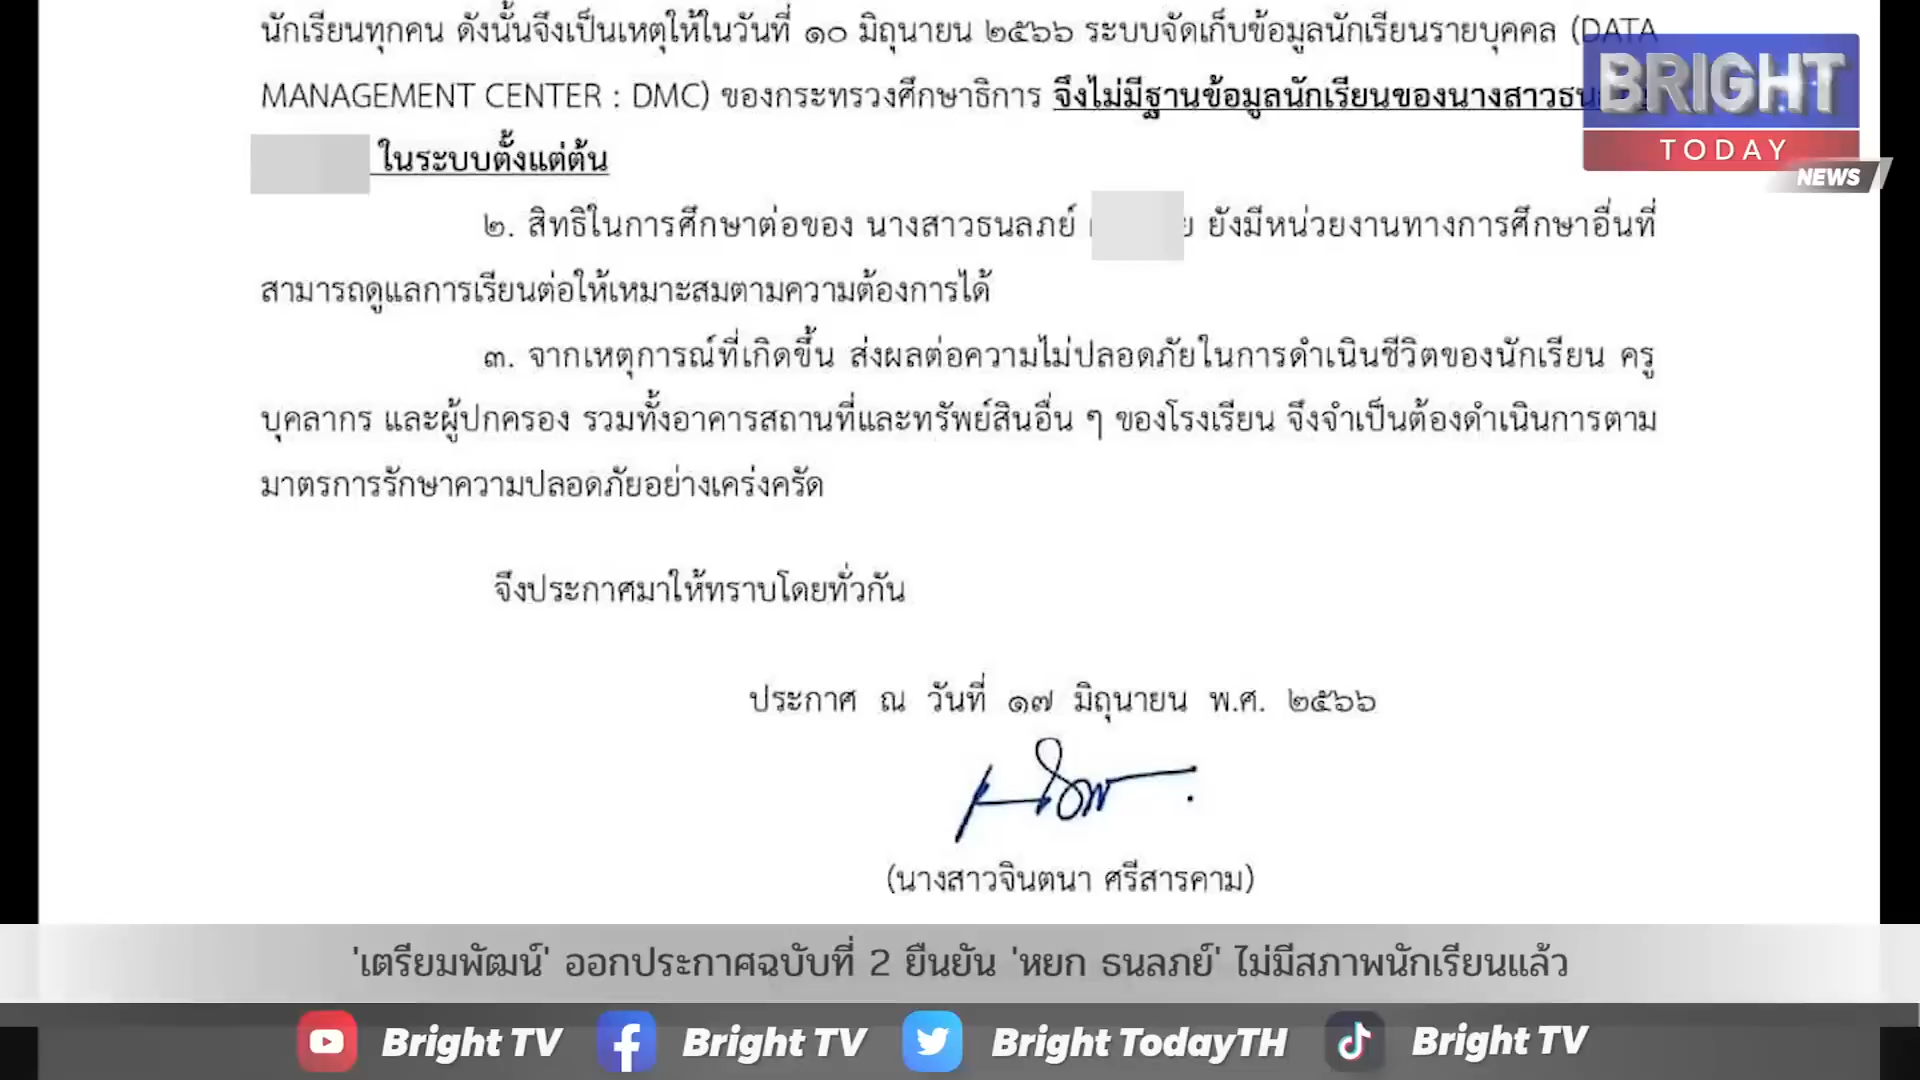 นักเรียนทุกคน ดังนั้นจึงเป็นเหตุให้ในวันที่ ๑๐ มิถุนายน ๒๕๖๖ ระบบจัดเก็บข้อมูลนักเรียนรายบุคคล (DATA
MANAGEMENT CENTER : DMC) ของกระทรวงศึกษาธิการ จึงไม่มีฐานข้อมูลนักเรียนของนางสาว
ในระบบตั้งแต่ต้น
๒. สิทธิในการศึกษาต่อของ นางสาวธนลภย์ ยังมีหน่วยงานทางการศึกษาอื่นที่
สามารถดูแลการเรียนต่อให้เหมาะสมตามความต้องการได้
๓. จากเหตุการณ์ที่เกิดขึ้น ส่งผลต่อความไม่ปลอดภัยในการดำเนินชีวิตของนักเรียน ครู
บุคลากร และผู้ปกครอง รวมทั้งอาคารสถานที่และทรัพย์สินอื่น ๆ ของโรงเรียน จึงจำเป็นต้องดำเนินการตาม
มาตรการรักษาความปลอดภัยอย่างเคร่งครัด
จึงประกาศมาให้ทราบโดยทั่วกัน
ประกาศ ณ วันที่ ๑๗ มิถุนายน พ.ศ. ๒๕๖๖
(นางสาวจินตนา ศรีสารคาม)
BRIGHT
TODAY
NEWS
'เตรียมพัฒน์' ออกประกาศฉบับที่ 2 ยืนยัน 'หยก ธนลภย์' ไม่มีสภาพนักเรียนแล้ว
Bright TV Bright TV Bright TodayTH Bright TV